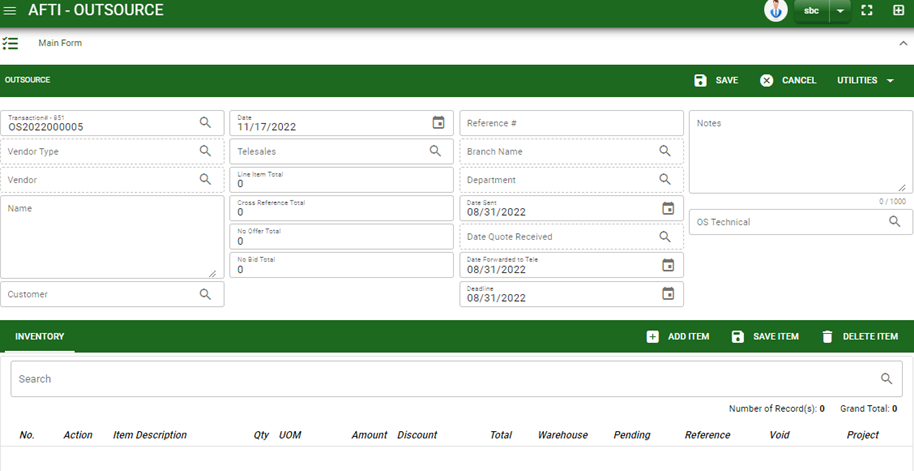 AFTI - OUTSOURCE
sbc
Main Form
OUTSOURCE
SAVE
CANCEL
UTILITIES
Transaction# - 951
OS2022000005
Date
11/17/2022
Reference #
Notes
Vendor Type
Telesales
Branch Name
Vendor
Line Item Total
0
Department
Name
Cross Reference Total
0
Date Sent
08/31/2022
0 / 1000
OS Technical
No Offer Total
0
Date Quote Received
No Bid Total
0
Date Forwarded to Tele
08/31/2022
Customer
Deadline
08/31/2022
INVENTORY
ADD ITEM
SAVE ITEM
DELETE ITEM
Search
Number of Record(s): 0 Grand Total: 0
No. Action Item Description Qty UOM Amount Discount Total Warehouse Pending Reference Void Project